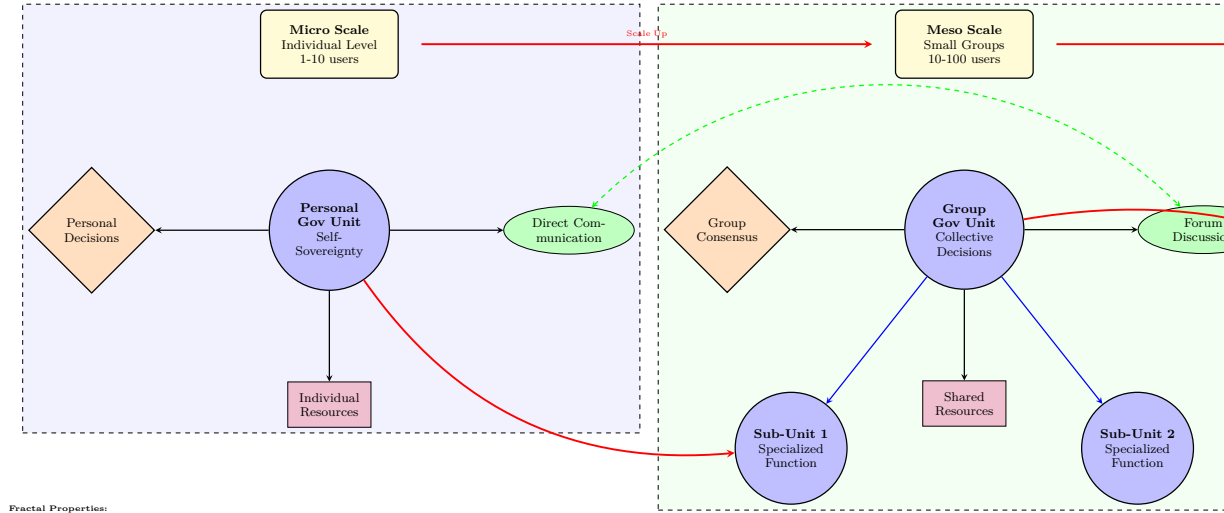 Micro Scale
Individual Level
1-10 users
Scale Up
Meso Scale
Small Groups
10-100 users
Personal
Decisions
Personal
Gov Unit
Self-
Sovereignty
Direct Com-
munication
Group
Consensus
Group
Gov Unit
Collective
Decisions
Forum
Discussio
Individual
Resources
Shared
Resources
Sub-Unit 1
Specialized
Function
Sub-Unit 2
Specialized
Function
Fractal Properties: